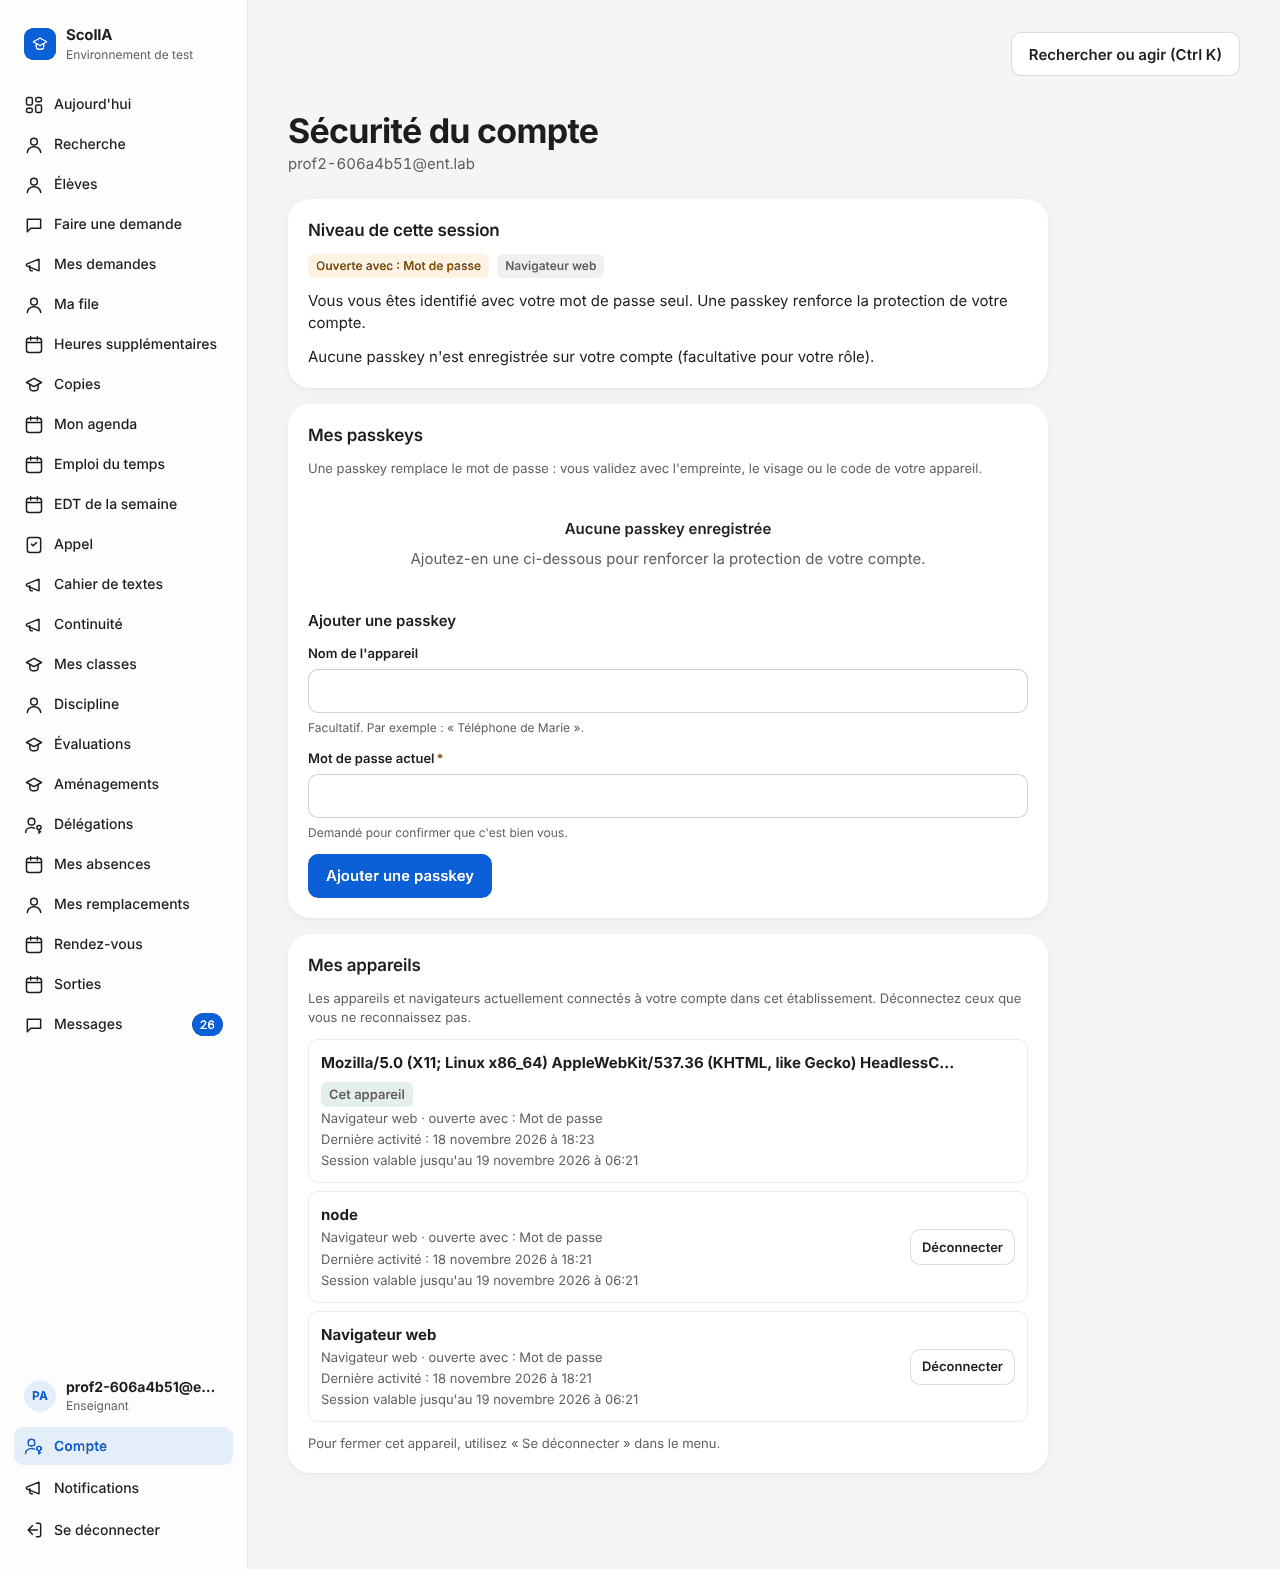 ScolIA
Environnement de test
Aujourd'hui
Recherche
Élèves
Faire une demande
Mes demandes
Ma file
Heures supplémentaires
Copies
Mon agenda
Emploi du temps
EDT de la semaine
Appel
Cahier de textes
Continuité
Mes classes
Discipline
Évaluations
Aménagements
Délégations
Mes absences
Mes remplacements
Rendez-vous
Sorties
Messages 26
PA
prof2-606a4b51@e...
Enseignant
Compte
Notifications
Se déconnecter
Rechercher ou agir (Ctrl K)
Sécurité du compte
prof2-606a4b51@ent.lab
Niveau de cette session
Ouverte avec : Mot de passe Navigateur web
Vous vous êtes identifié avec votre mot de passe seul. Une passkey renforce la protection de votre
compte.
Aucune passkey n'est enregistrée sur votre compte (facultative pour votre rôle).
Mes passkeys
Une passkey remplace le mot de passe : vous validez avec l'empreinte, le visage ou le code de votre appareil.
Aucune passkey enregistrée
Ajoutez-en une ci-dessous pour renforcer la protection de votre compte.
Ajouter une passkey
Nom de l'appareil
Facultatif. Par exemple : « Téléphone de Marie ».
Mot de passe actuel *
Demandé pour confirmer que c'est bien vous.
Ajouter une passkey
Mes appareils
Les appareils et navigateurs actuellement connectés à votre compte dans cet établissement. Déconnectez ceux que
vous ne reconnaissez pas.
Mozilla/5.0 (X11; Linux x86_64) AppleWebKit/537.36 (KHTML, like Gecko) HeadlessC...
Cet appareil
Navigateur web · ouverte avec : Mot de passe
Dernière activité : 18 novembre 2026 à 18:23
Session valable jusqu'au 19 novembre 2026 à 06:21
node
Navigateur web · ouverte avec : Mot de passe
Dernière activité : 18 novembre 2026 à 18:21
Session valable jusqu'au 19 novembre 2026 à 06:21
Déconnecter
Navigateur web
Navigateur web · ouverte avec : Mot de passe
Dernière activité : 18 novembre 2026 à 18:21
Session valable jusqu'au 19 novembre 2026 à 06:21
Déconnecter
Pour fermer cet appareil, utilisez « Se déconnecter » dans le menu.